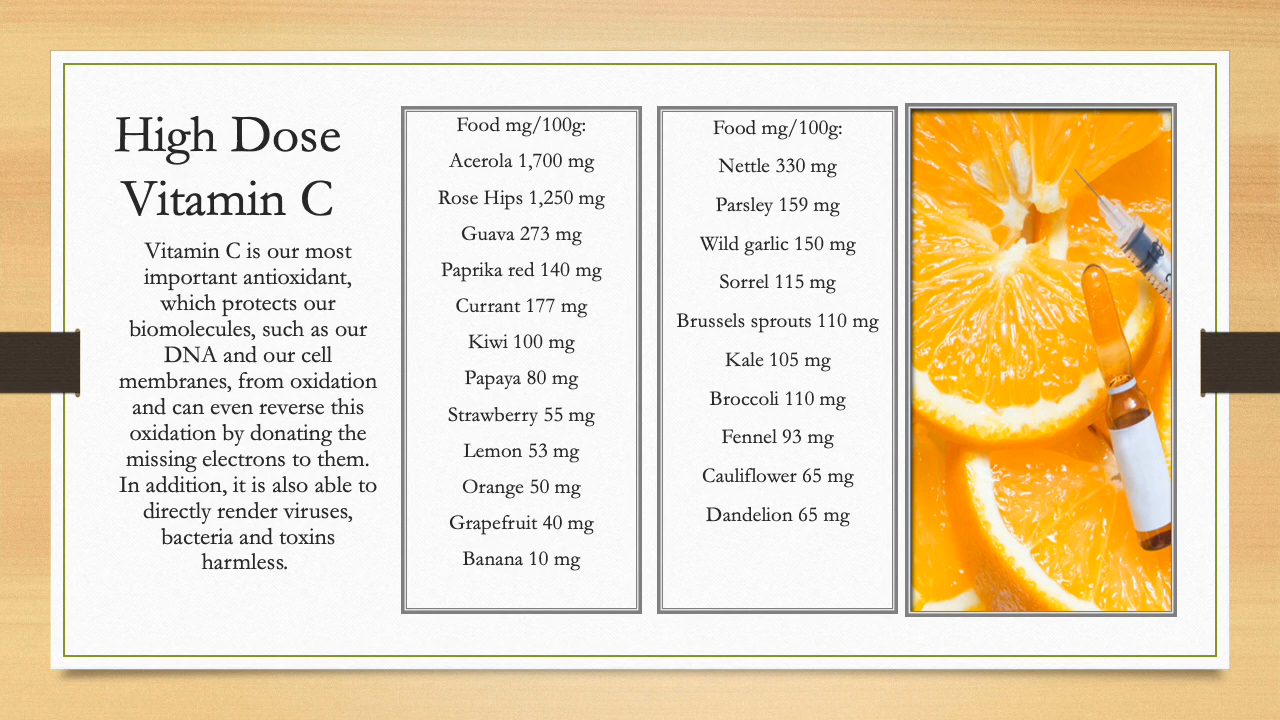 High Dose
Vitamin C
Vitamin C is our most
important antioxidant,
which protects our
biomolecules, such as our
DNA and our cell
membranes, from oxidation
and can even reverse this
oxidation by donating the
missing electrons to them.
In addition, it is also able to
directly render viruses,
bacteria and toxins
harmless.
Food mg/100g:
Acerola 1,700 mg
Rose Hips 1,250 mg
Guava 273 mg
Paprika red 140 mg
Currant 177 mg
Kiwi 100 mg
Papaya 80 mg
Strawberry 55 mg
Lemon 53 mg
Orange 50 mg
Grapefruit 40 mg
Banana 10 mg
Food mg/100g:
Nettle 330 mg
Parsley 159 mg
Wild garlic 150 mg
Sorrel 115 mg
Brussels sprouts 110 mg
Kale 105 mg
Broccoli 110 mg
Fennel 93 mg
Cauliflower 65 mg
Dandelion 65 mg